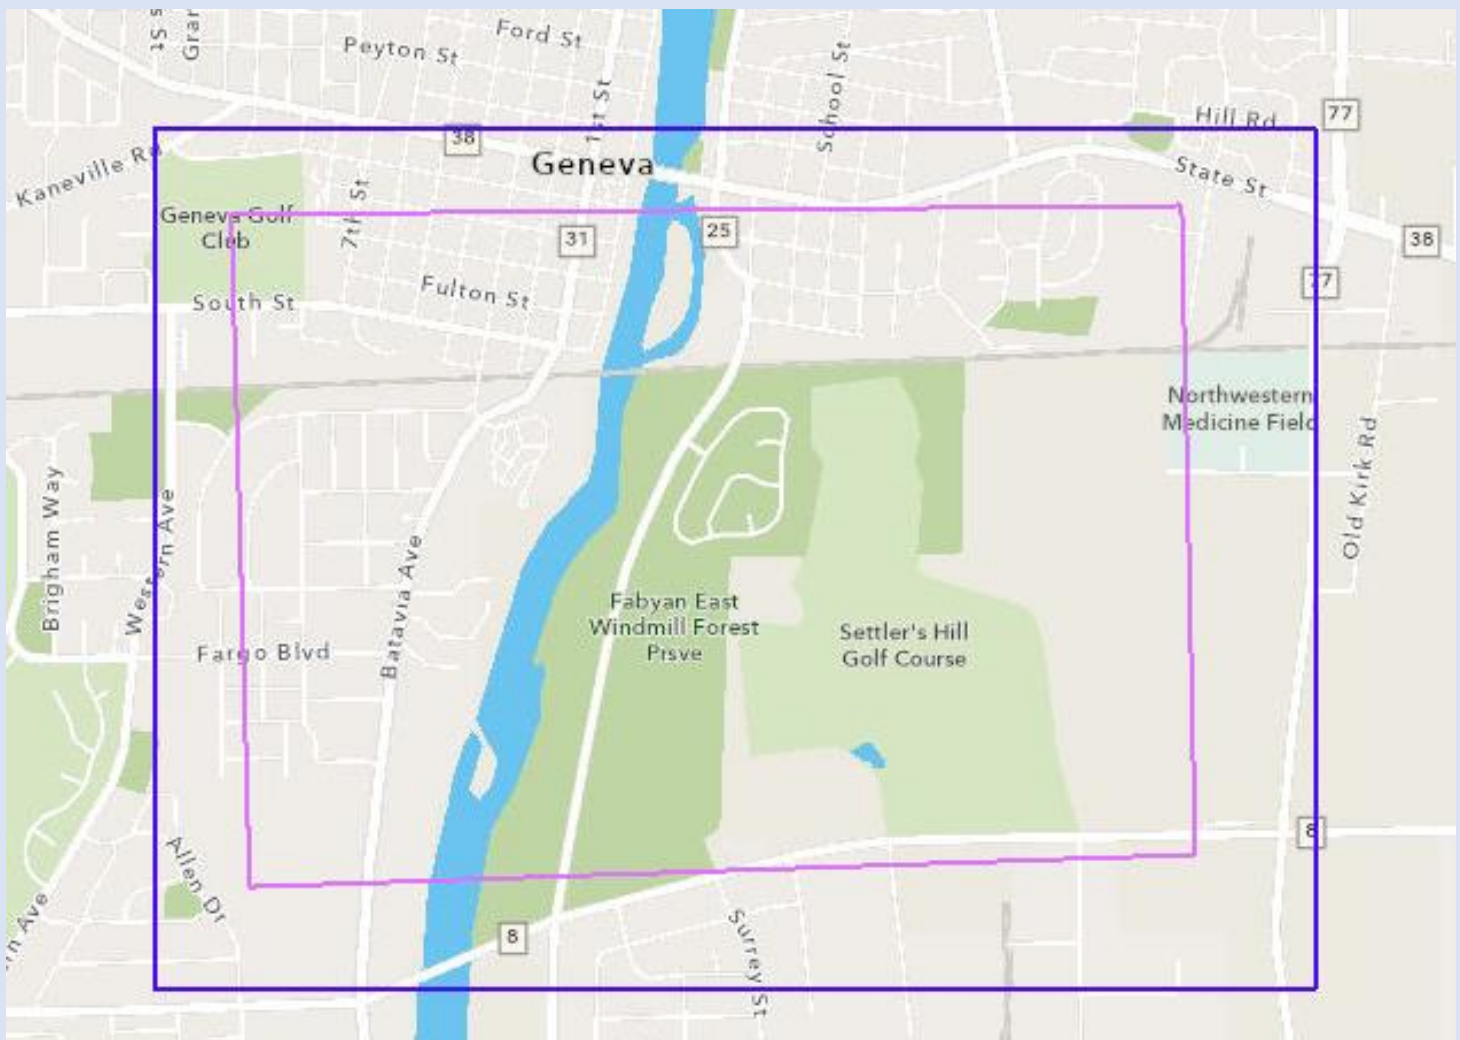 Ford St
Peyton St
1st St
School St
Hill Rd
77
38
Kaneville Rd
Geneva
State St
Geneva Golf
Club
7th St
31
25
38
77
South St
Fulton St
Northwestern
Medicine Field
Old Kirk Rd
Brigham Way
Western Ave
Batavia Ave
Fabyan East
Windmill Forest
Prsve
Settler's Hill
Golf Course
Fargo Blvd
8
Allen Dr
8
Surrey St